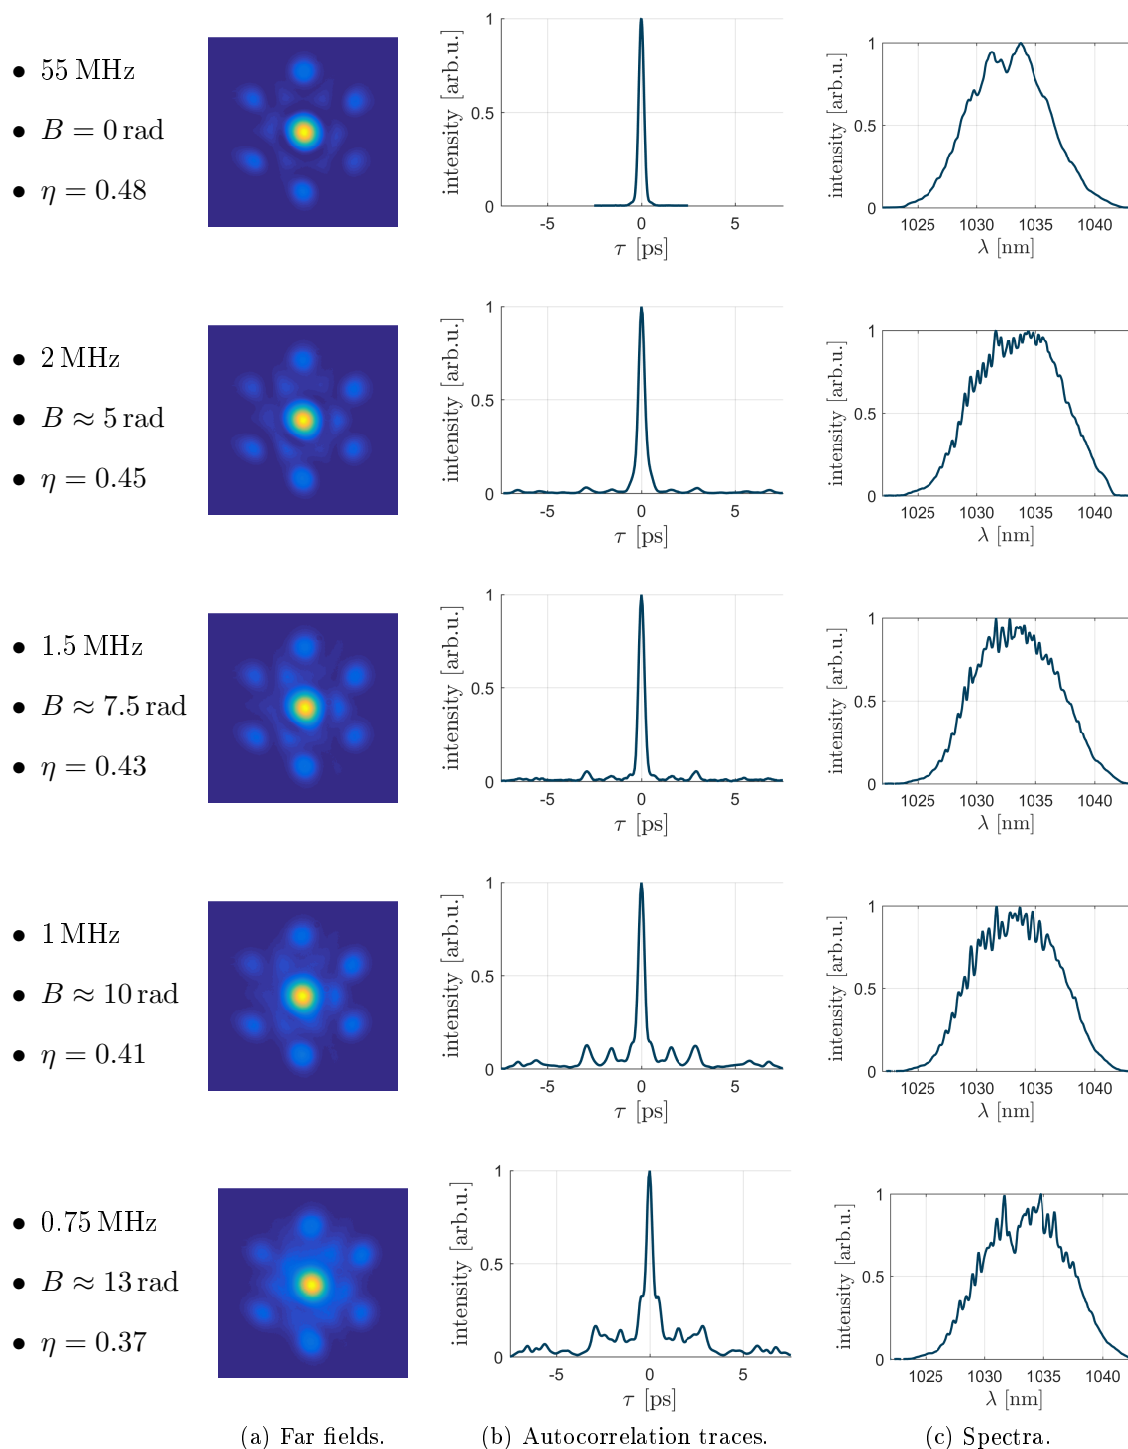 • 55 MHz
• B = 0 rad
• η = 0.48
intensity [arb.u.]
1
0.5
0
-5 0 5
τ [ps]
intensity [arb.u.]
1
0.5
0
1025 1030 1035 1040
λ [nm]
• 2 MHz
• B ≈ 5 rad
• η = 0.45
intensity [arb.u.]
1
0.5
0
-5 0 5
τ [ps]
intensity [arb.u.]
1
0.5
0
1025 1030 1035 1040
λ [nm]
• 1.5 MHz
• B ≈ 7.5 rad
• η = 0.43
intensity [arb.u.]
1
0.5
0
-5 0 5
τ [ps]
intensity [arb.u.]
1
0.5
0
1025 1030 1035 1040
λ [nm]
• 1 MHz
• B ≈ 10 rad
• η = 0.41
intensity [arb.u.]
1
0.5
0
-5 0 5
τ [ps]
intensity [arb.u.]
1
0.5
0
1025 1030 1035 1040
λ [nm]
• 0.75 MHz
• B ≈ 13 rad
• η = 0.37
intensity [arb.u.]
1
0.5
0
-5 0 5
τ [ps]
intensity [arb.u.]
1
0.5
0
1025 1030 1035 1040
λ [nm]
(a) Far fields.
(b) Autocorrelation traces.
(c) Spectra.